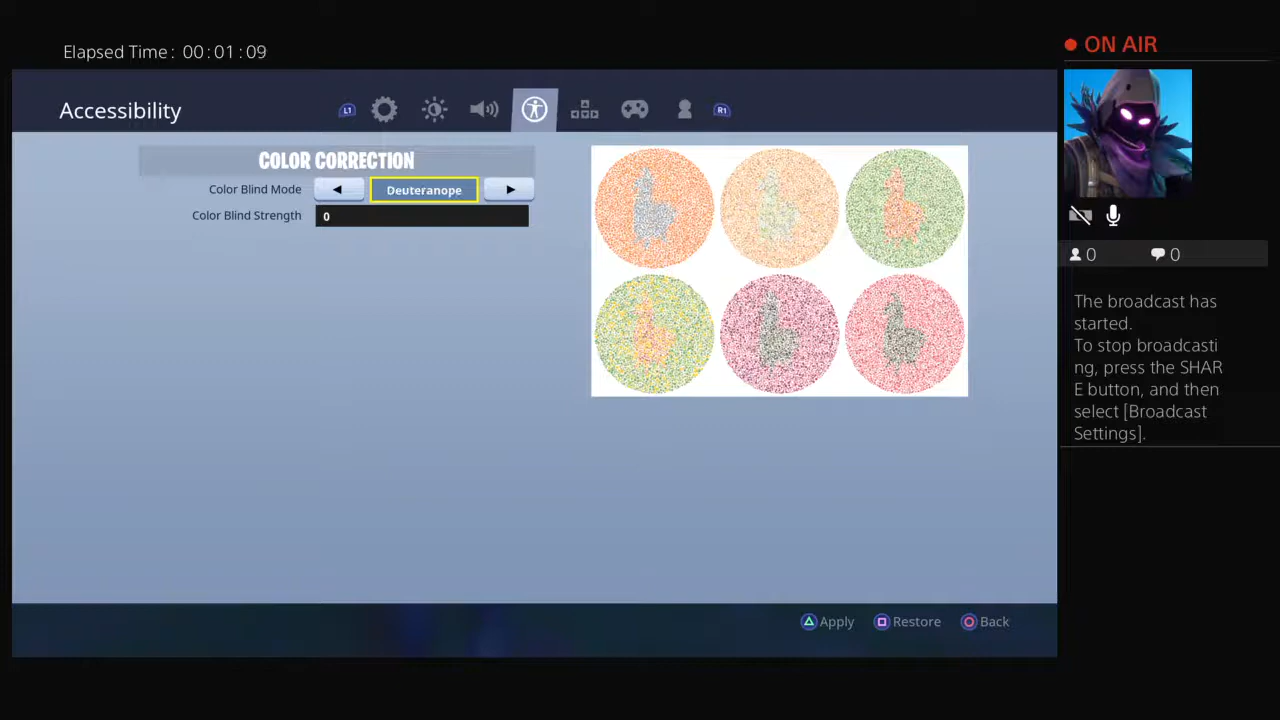 Elapsed Time: 00:01:09
ON AIR
Accessibility
L1
R1
COLOR CORRECTION
Color Blind Mode
Deuteranope
Color Blind Strength
0
0
0
The broadcast has
started.
To stop broadcasti
ng, press the SHAR
E button, and then
select [Broadcast
Settings].
Apply
Restore
Back